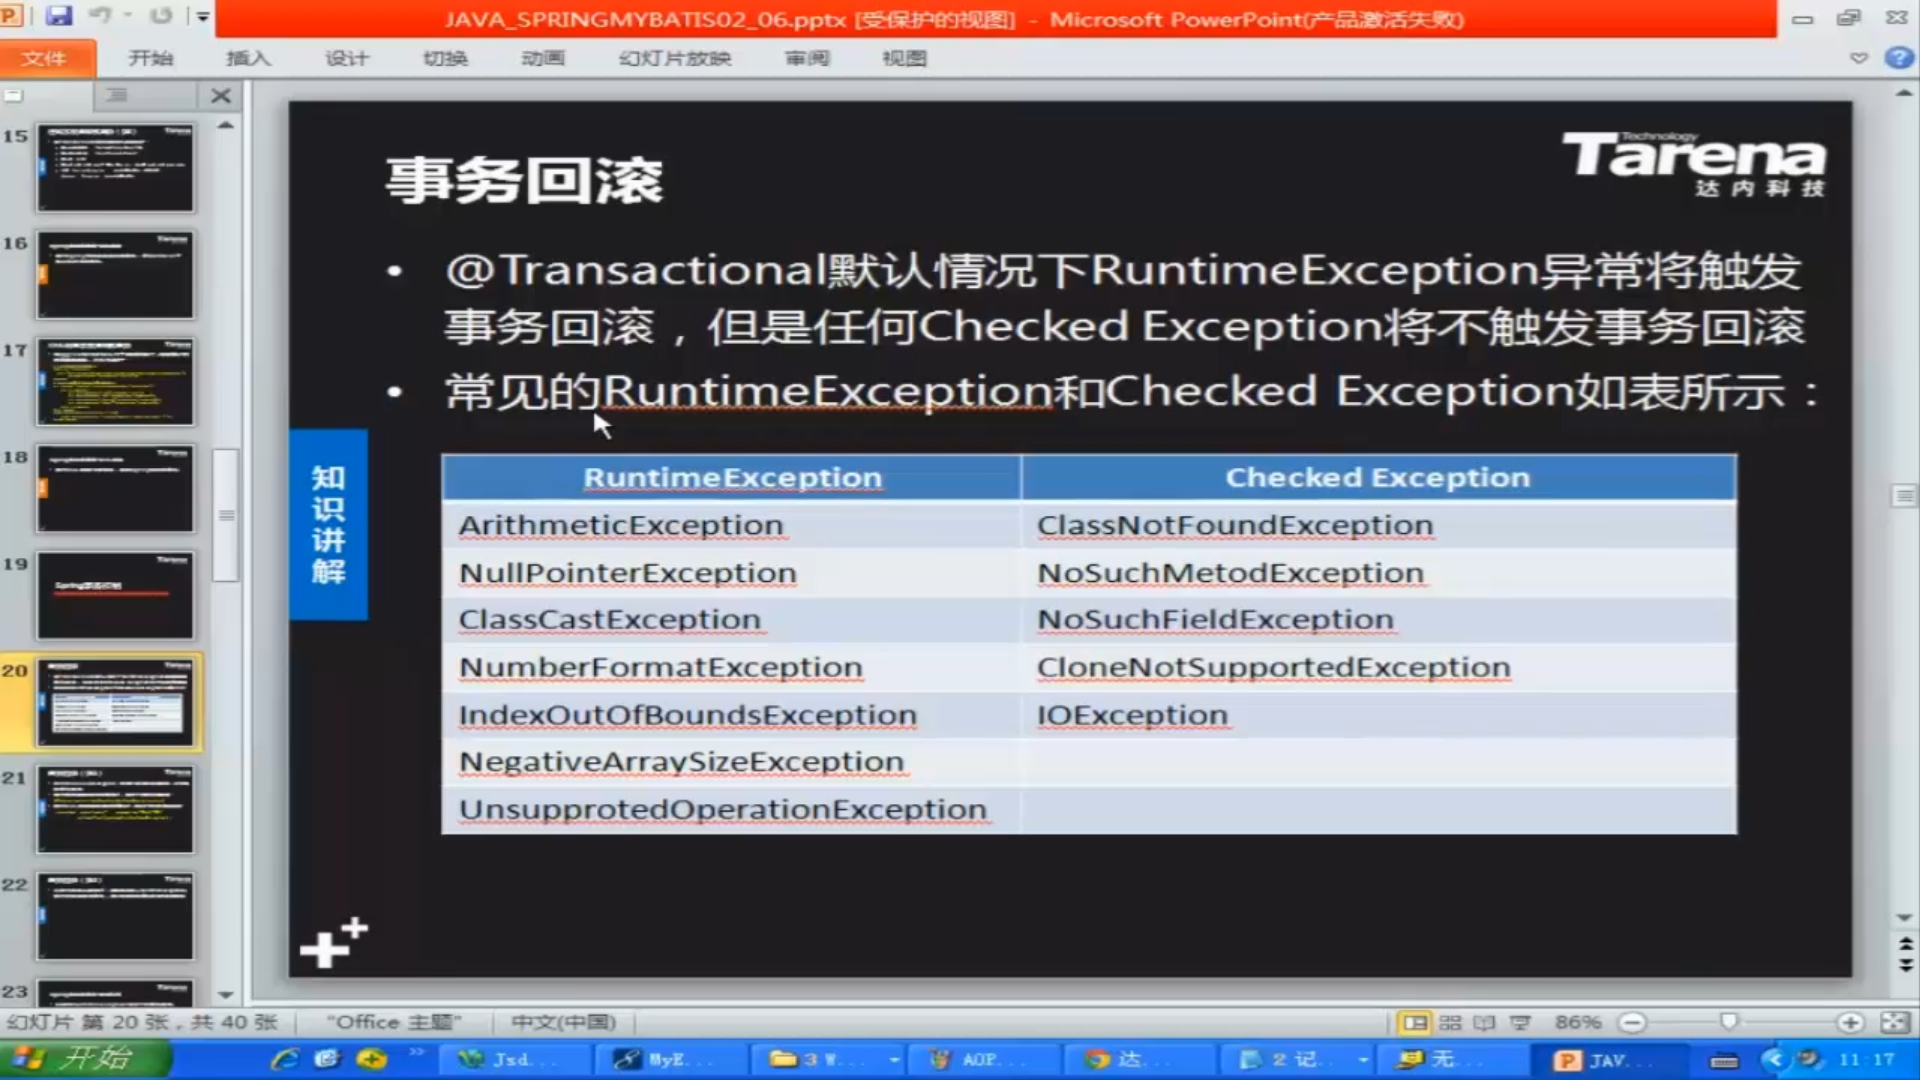 JAVA_SPRINGMYBATIS02_06.pptx [受保护的视图] - Microsoft PowerPoint(产品激活失败)
文件 开始 插入 设计 切换 动画 幻灯片放映 审阅 视图
15
16
17
18
19
20
21
22
23
Technology
Tarena
达内科技
事务回滚
• @Transactional默认情况下RuntimeException异常将触发
事务回滚，但是任何Checked Exception将不触发事务回滚
• 常见的RuntimeException和Checked Exception如表所示：
知识讲解
RuntimeException Checked Exception
ArithmeticException ClassNotFoundException
NullPointerException NoSuchMetodException
ClassCastException NoSuchFieldException
NumberFormatException CloneNotSupportedException
IndexOutOfBoundsException IOException
NegativeArraySizeException
UnsupprotedOperationException
幻灯片 第 20 张，共 40 张 "Office 主题" 中文(中国) 86%
开始 Jsd... MyE... 3 W... AOP... 达... 2 记... 无... JAV... 11:17